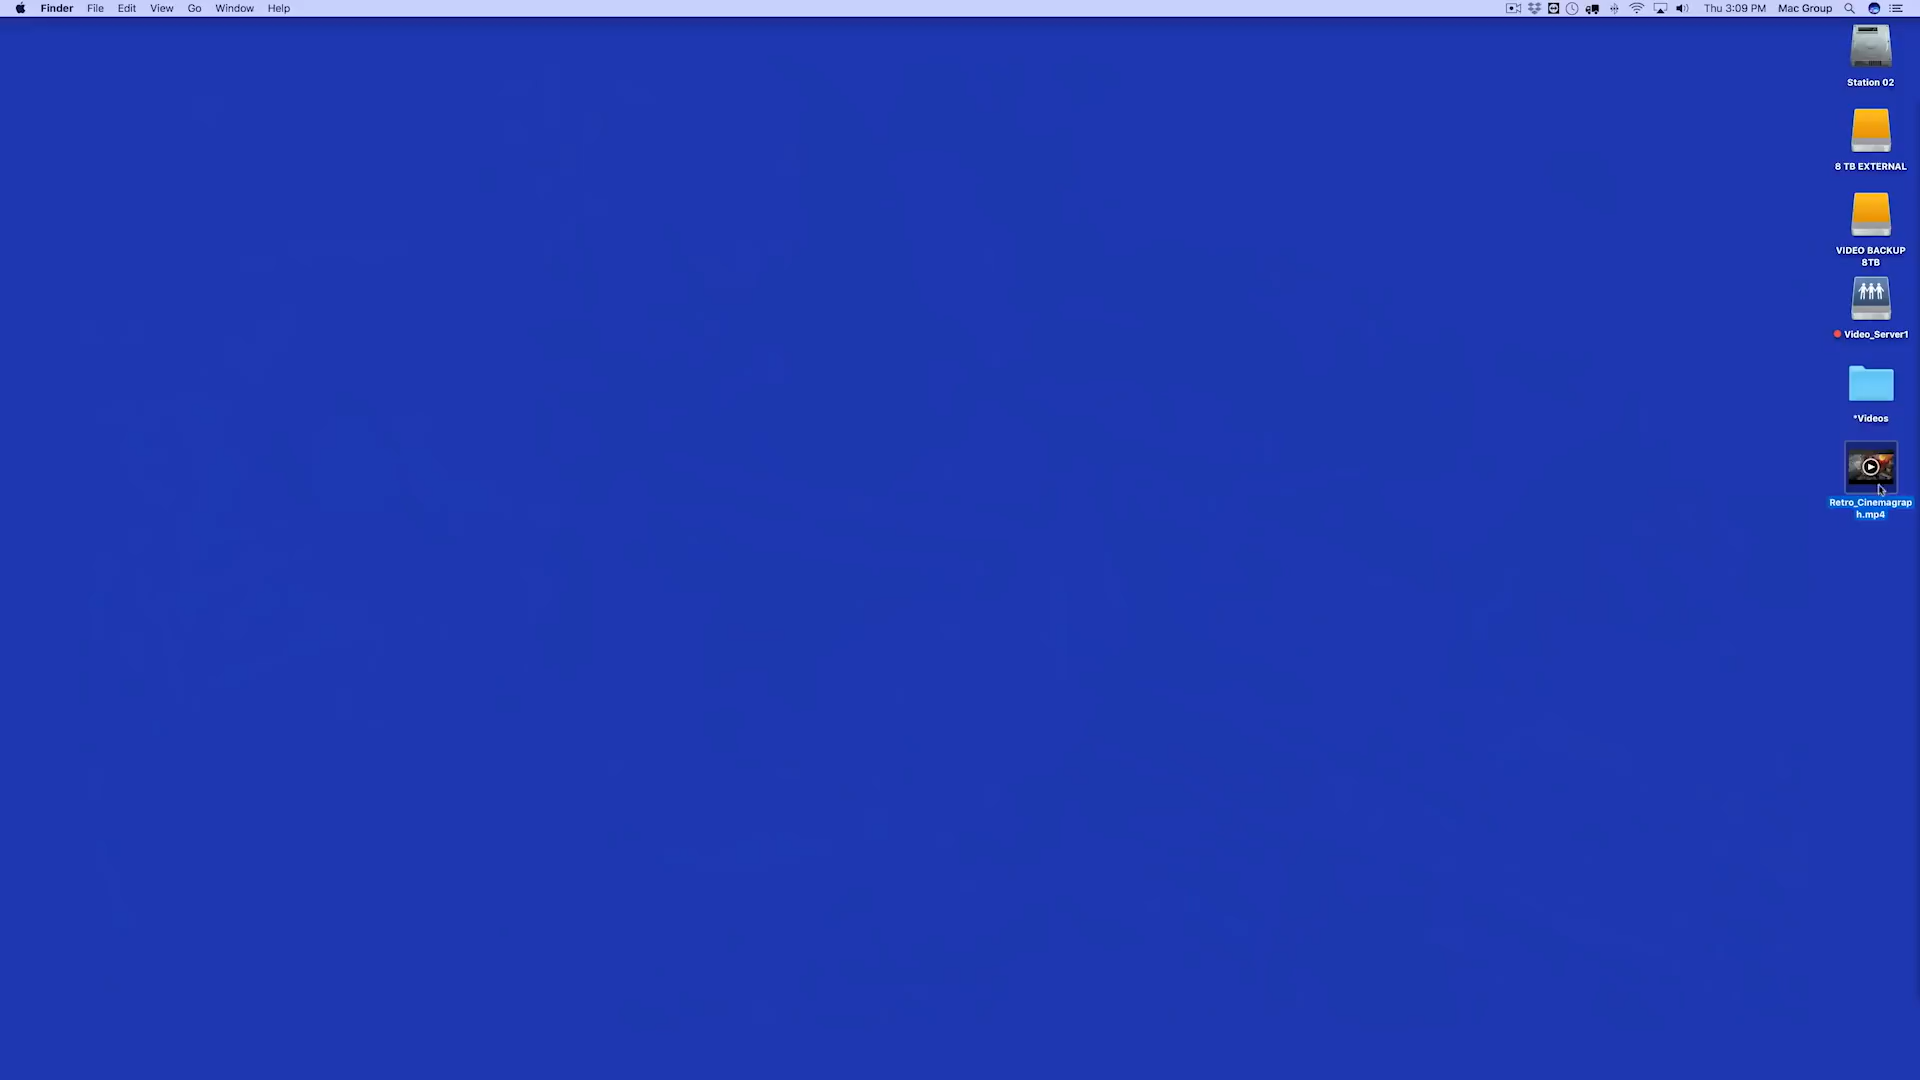 Finder File Edit View Go Window Help Thu 3:09 PM Mac Group
Station 02
8 TB EXTERNAL
VIDEO BACKUP
8TB
Video_Server1
*Videos
Retro_Cinemagrap
h.mp4